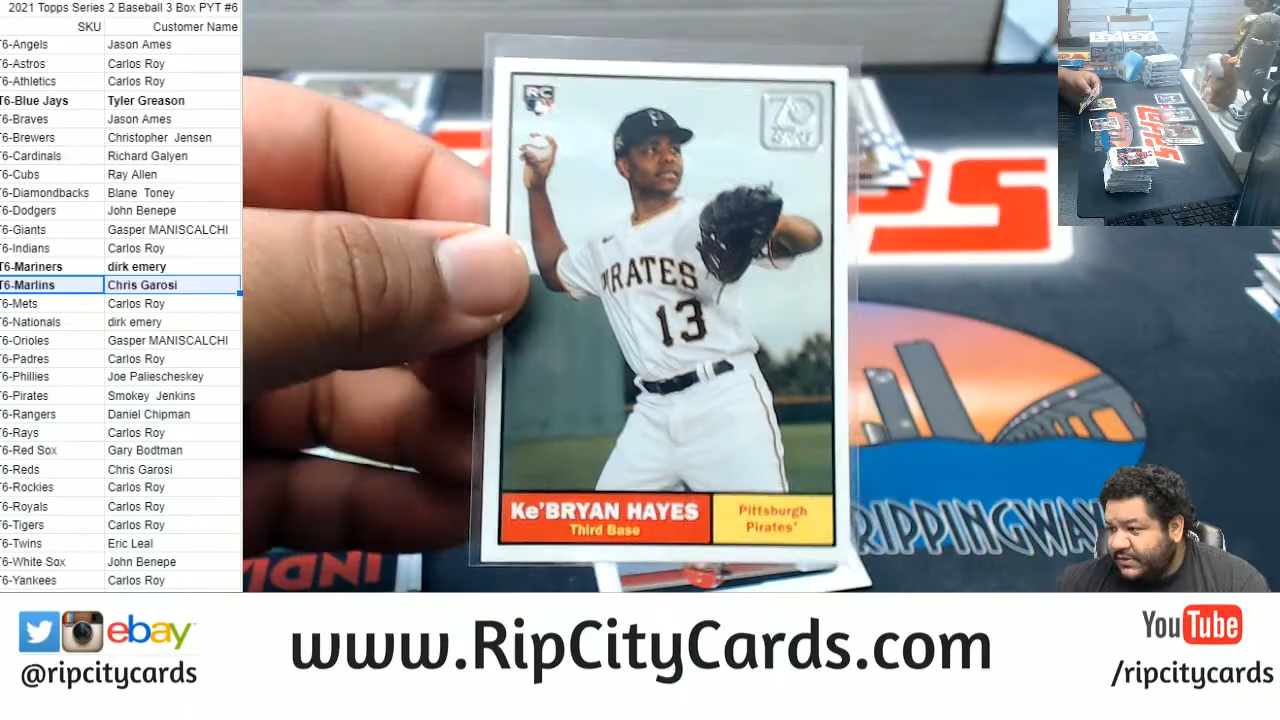 2021 Topps Series 2 Baseball 3 Box PYT #6
SKU Customer Name
T6-Angels Jason Ames
T6-Astros Carlos Roy
T6-Athletics Carlos Roy
T6-Blue Jays Tyler Greason
T6-Braves Jason Ames
T6-Brewers Christopher Jensen
T6-Cardinals Richard Galyen
T6-Cubs Ray Allen
T6-Diamondbacks Blane Toney
T6-Dodgers John Benepe
T6-Giants Gasper MANISCALCHI
T6-Indians Carlos Roy
T6-Mariners dirk emery
T6-Marlins Chris Garosi
T6-Mets Carlos Roy
T6-Nationals dirk emery
T6-Orioles Gasper MANISCALCHI
T6-Padres Carlos Roy
T6-Phillies Joe Paliescheskey
T6-Pirates Smokey Jenkins
T6-Rangers Daniel Chipman
T6-Rays Carlos Roy
T6-Red Sox Gary Bodtman
T6-Reds Chris Garosi
T6-Rockies Carlos Roy
T6-Royals Carlos Roy
T6-Tigers Carlos Roy
T6-Twins Eric Leal
T6-White Sox John Benepe
T6-Yankees Carlos Roy
RC
70
Topps
P
PIRATES
13
Ke'BRYAN HAYES
Third Base
Pittsburgh
Pirates
RIPPINGWAX
ebay
@ripcitycards
www.RipCityCards.com
YouTube
/ripcitycards